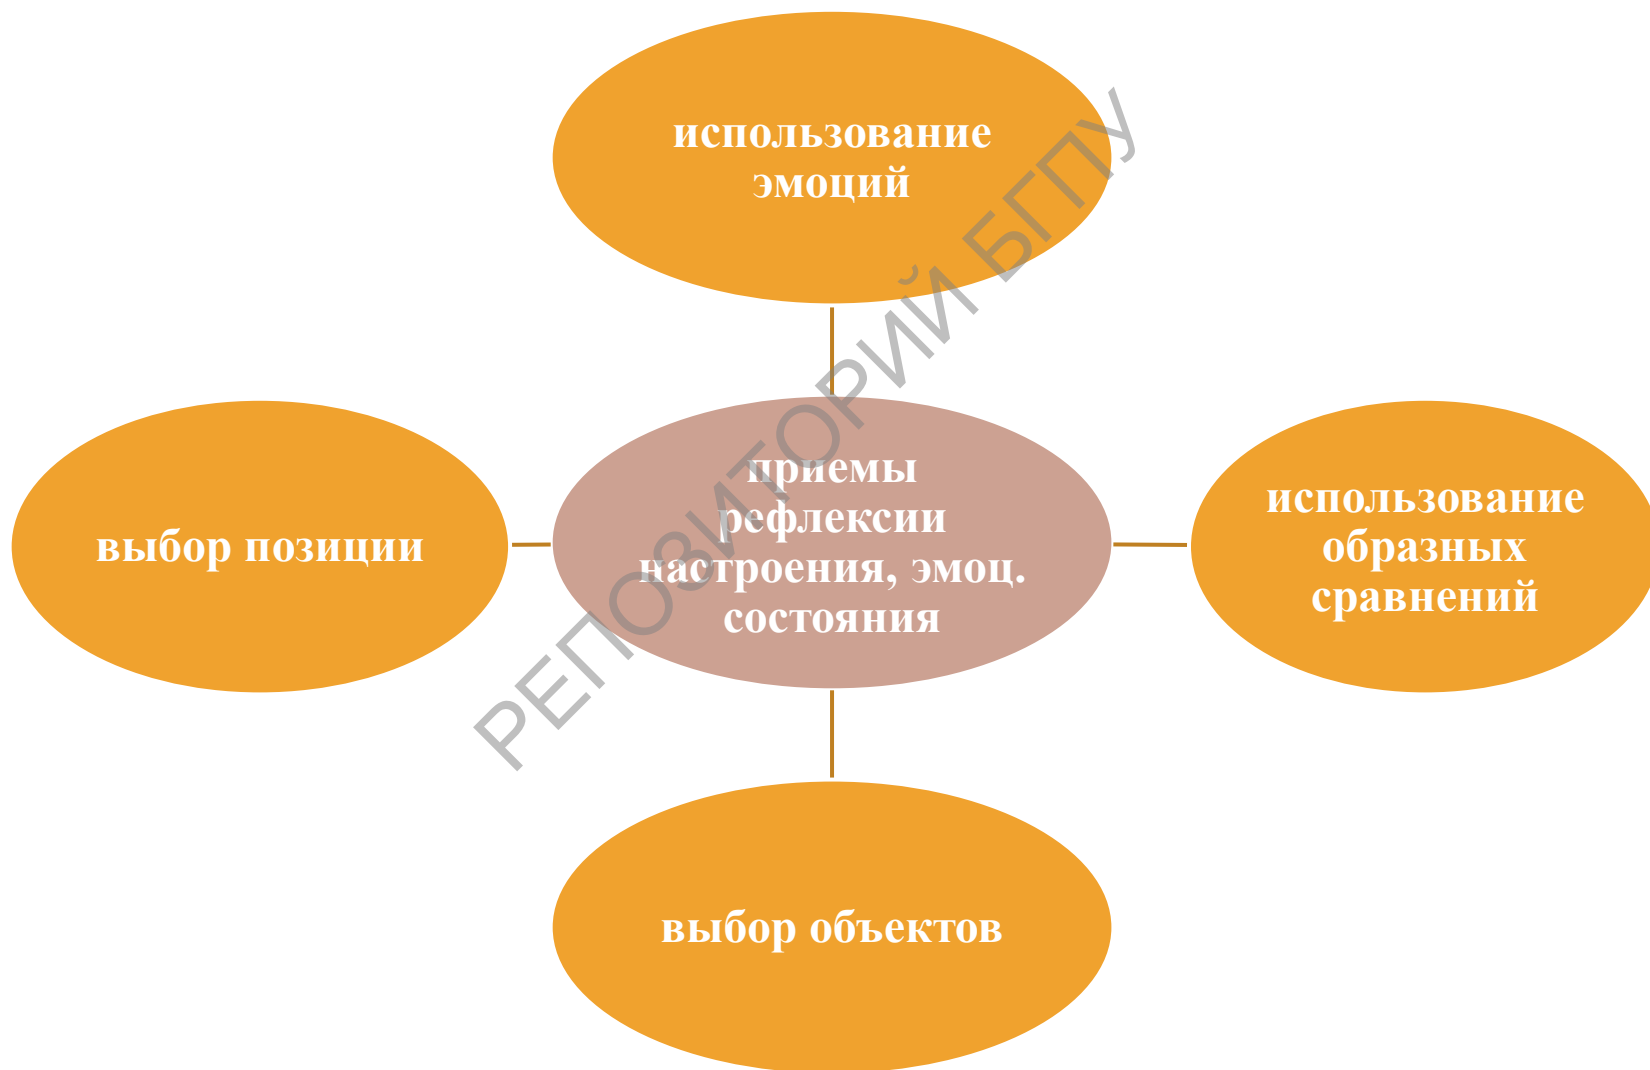 использование
эмоций
выбор позиции
приемы
рефлексии
настроения, эмоц.
состояния
использование
образных
сравнений
выбор объектов
РЕПОЗИТОРИЙ БГПУ